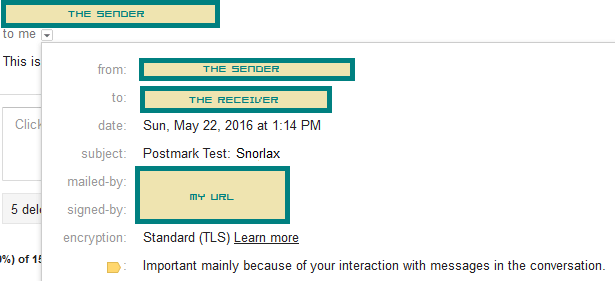 THE SENDER
to me
This is
from: THE SENDER
to: THE RECEIVER
date: Sun, May 22, 2016 at 1:14 PM
Click
subject: Postmark Test: Snorlax
mailed-by:
MY URL
5 dele
signed-by:
encryption: Standard (TLS) Learn more
0%) of 15
: Important mainly because of your interaction with messages in the conversation.